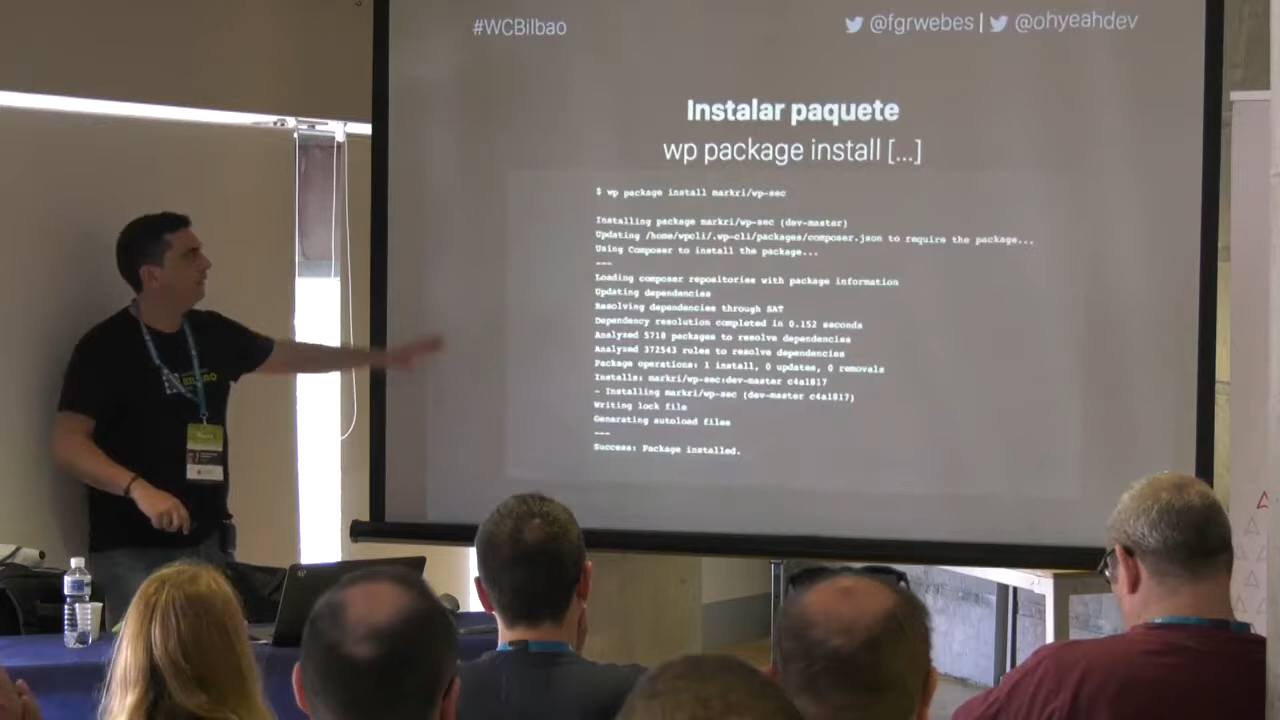 #WCBilbao
@fgrwebes | @ohyeahdev
Instalar paquete
wp package install [...]
$ wp package install markri/wp-sec
Installing package markri/wp-sec (dev-master)
Updating /home/wpcli/.wp-cli/packages/composer.json to require the package...
Using Composer to install the package...
---
Loading composer repositories with package information
Updating dependencies
Resolving dependencies through SAT
Dependency resolution completed in 0.152 seconds
Analyzed 5718 packages to resolve dependencies
Analyzed 372543 rules to resolve dependencies
Package operations: 1 install, 0 updates, 0 removals
Installs: markri/wp-sec:dev-master c4a1817
- Installing markri/wp-sec (dev-master c4a1817)
Writing lock file
Generating autoload files
---
Success: Package installed.